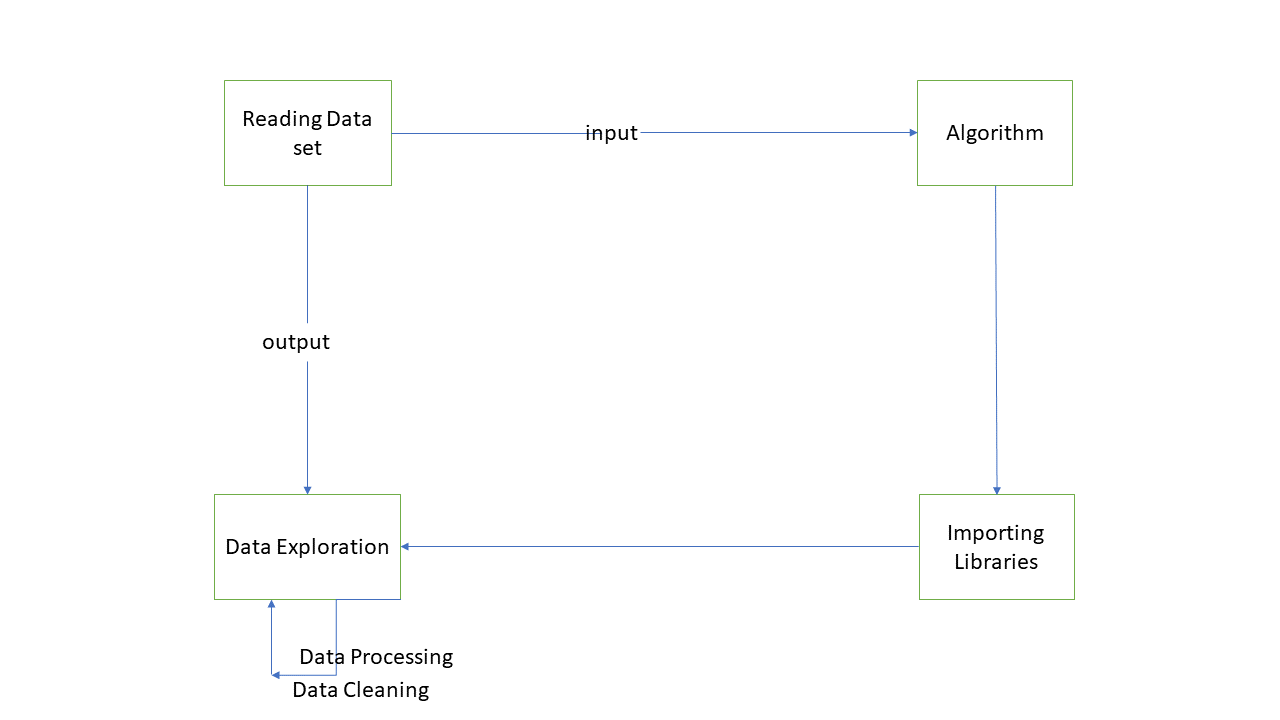 Reading Data
set
input
Algorithm
output
Data Exploration
Importing
Libraries
Data Processing
Data Cleaning